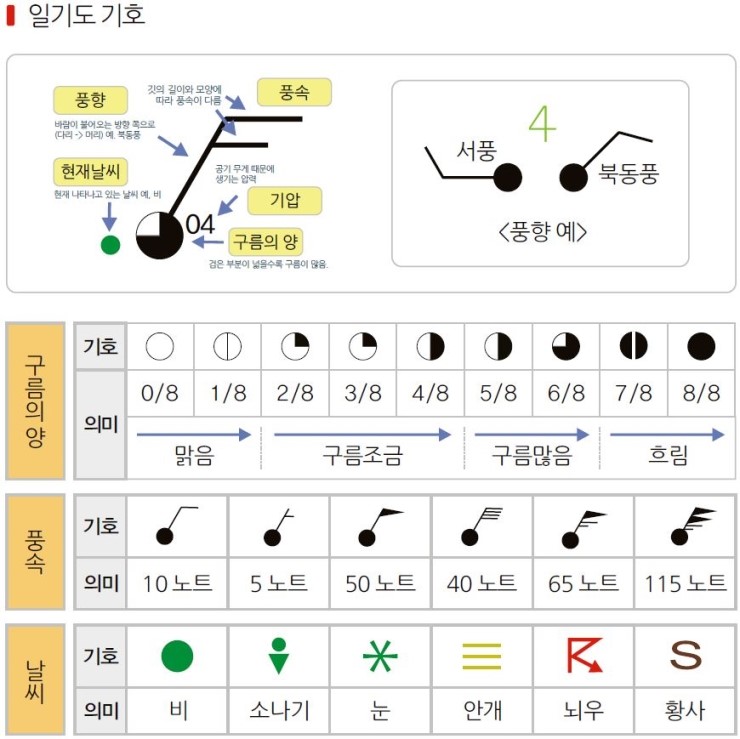 일기도 기호
풍향
바람이 불어오는 방향 쪽으로
(다리 -> 머리) 예. 북동풍
깃의 길이와 모양에
따라 풍속이 다름
풍속
현재날씨
현재 나타나고 있는 날씨 예, 비
공기 무게 때문에
생기는 압력
기압
04
구름의 양
검은 부분이 넓을수록 구름이 많음.
4
서풍
북동풍
<풍향 예>
구름의 양
기호
의미
0/8 1/8 2/8 3/8 4/8 5/8 6/8 7/8 8/8
맑음 구름조금 구름많음 흐림
풍속
기호
의미
10 노트 5 노트 50 노트 40 노트 65 노트 115 노트
날씨
기호
S
의미
비 소나기 눈 안개 뇌우 황사